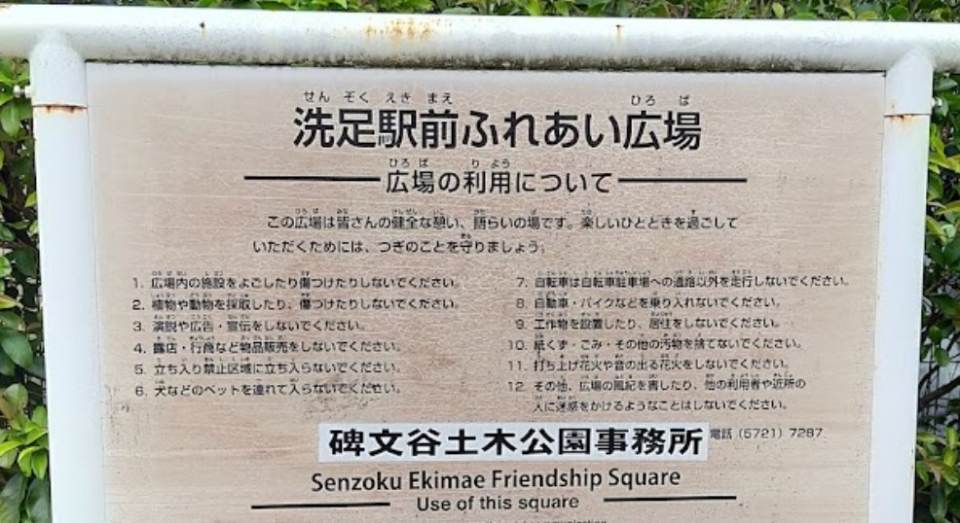 洗足駅前ふれあい広場
広場の利用について
この広場は皆さんの健全な憩い、語らいの場です。楽しいひとときを過ごして
いただくためには、つぎのことを守りましょう。
1. 広場内の施設をよごしたり傷つけたりしないでください。
2. 植物や動物を採取したり、傷つけたりしないでください。
3. 演説や広告・宣伝をしないでください。
4. 露店・行商など物品販売をしないでください。
5. 立ち入り禁止区域に立ち入らないでください。
6. 犬などのペットを連れて入らないでください。
7. 自転車は自転車駐車場への通路以外を走行しないでください。
8. 自動車・バイクなどを乗り入れないでください。
9. 工作物を設置したり、居住をしないでください。
10. 紙くず・ごみ・その他の汚物を捨てないでください。
11. 打ち上げ花火や音の出る花火をしないでください。
12. その他、広場の風紀を害したり、他の利用者や近所の
人に迷惑をかけるようなことはしないでください。
碑文谷土木公園事務所 電話 (5721) 7287
Senzoku Ekimae Friendship Square
Use of this square